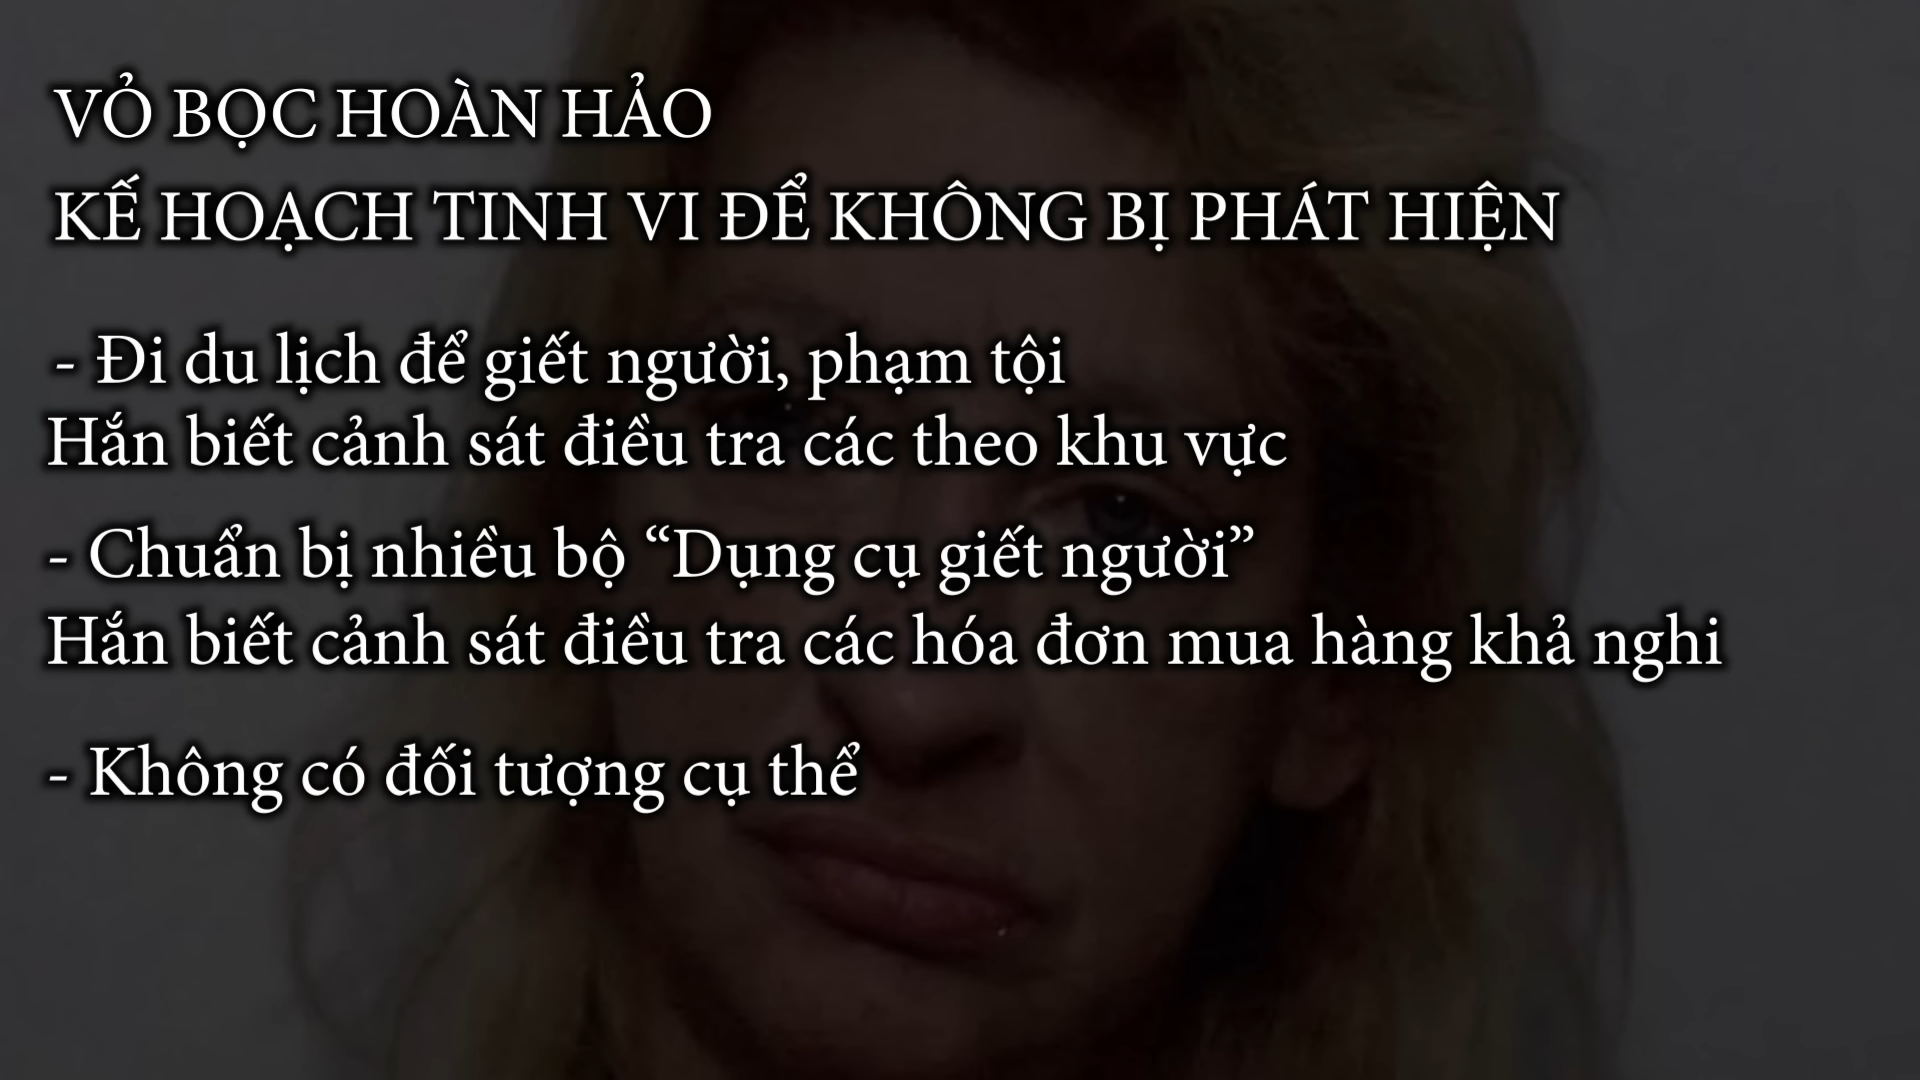 VỎ BỌC HOÀN HẢO
KẾ HOẠCH TINH VI ĐỂ KHÔNG BỊ PHÁT HIỆN
- Đi du lịch để giết người, phạm tội
Hắn biết cảnh sát điều tra các theo khu vực
- Chuẩn bị nhiều bộ “Dụng cụ giết người”
Hắn biết cảnh sát điều tra các hóa đơn mua hàng khả nghi
- Không có đối tượng cụ thể